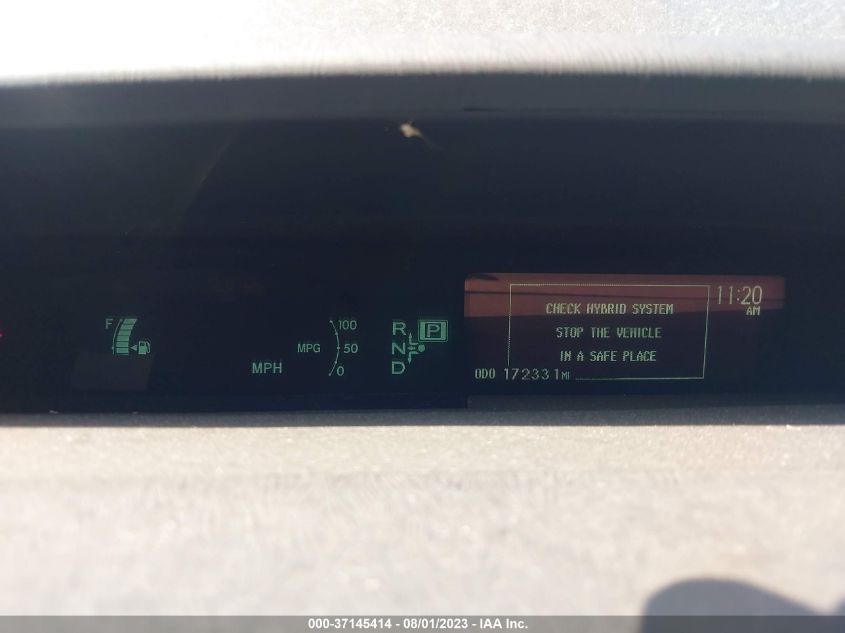 F
MPH
MPG
100
50
0
R
N
D
P
11:20
AM
CHECK HYBRID SYSTEM
STOP THE VEHICLE
IN A SAFE PLACE
ODO 172331 MI
000-37145414 - 08/01/2023 - IAA Inc.